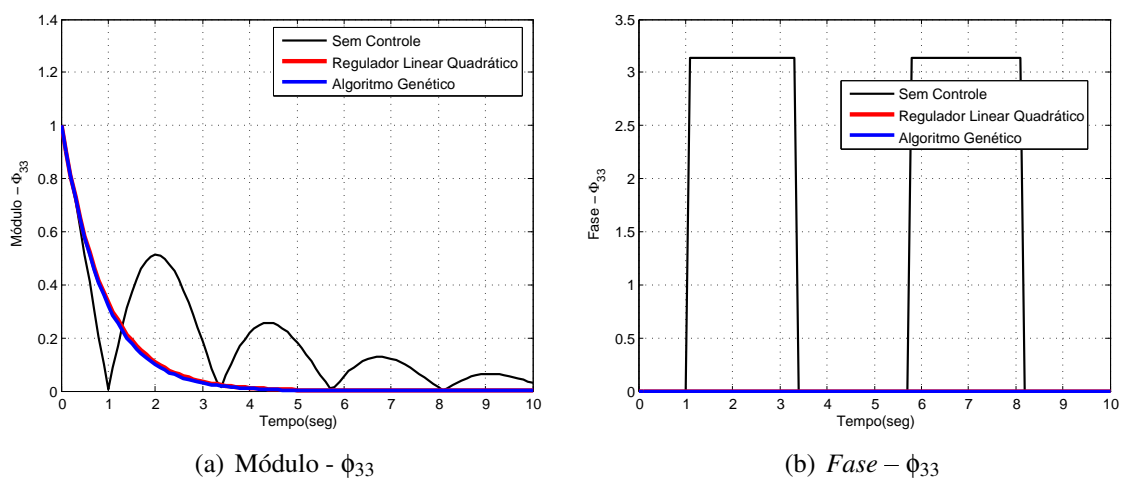 1.4
1.2
1
0.8
0.6
0.4
0.2
0
Módulo – Φ33
Sem Controle
Regulador Linear Quadrático
Algoritmo Genético
0 1 2 3 4 5 6 7 8 9 10
Tempo(seg)
(a) Módulo - ϕ33
3.5
3
2.5
2
1.5
1
0.5
0
Fase – Φ33
Sem Controle
Regulador Linear Quadrático
Algoritmo Genético
0 1 2 3 4 5 6 7 8 9 10
Tempo(seg)
(b) Fase – ϕ33